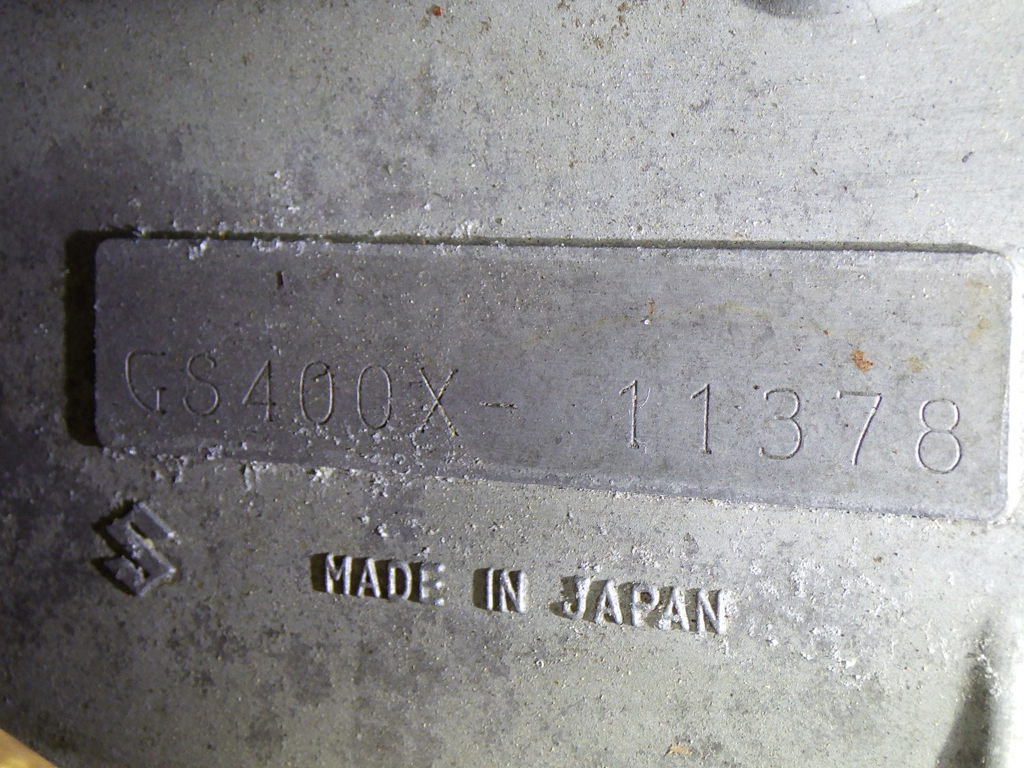 GS400X- 11378
MADE IN JAPAN